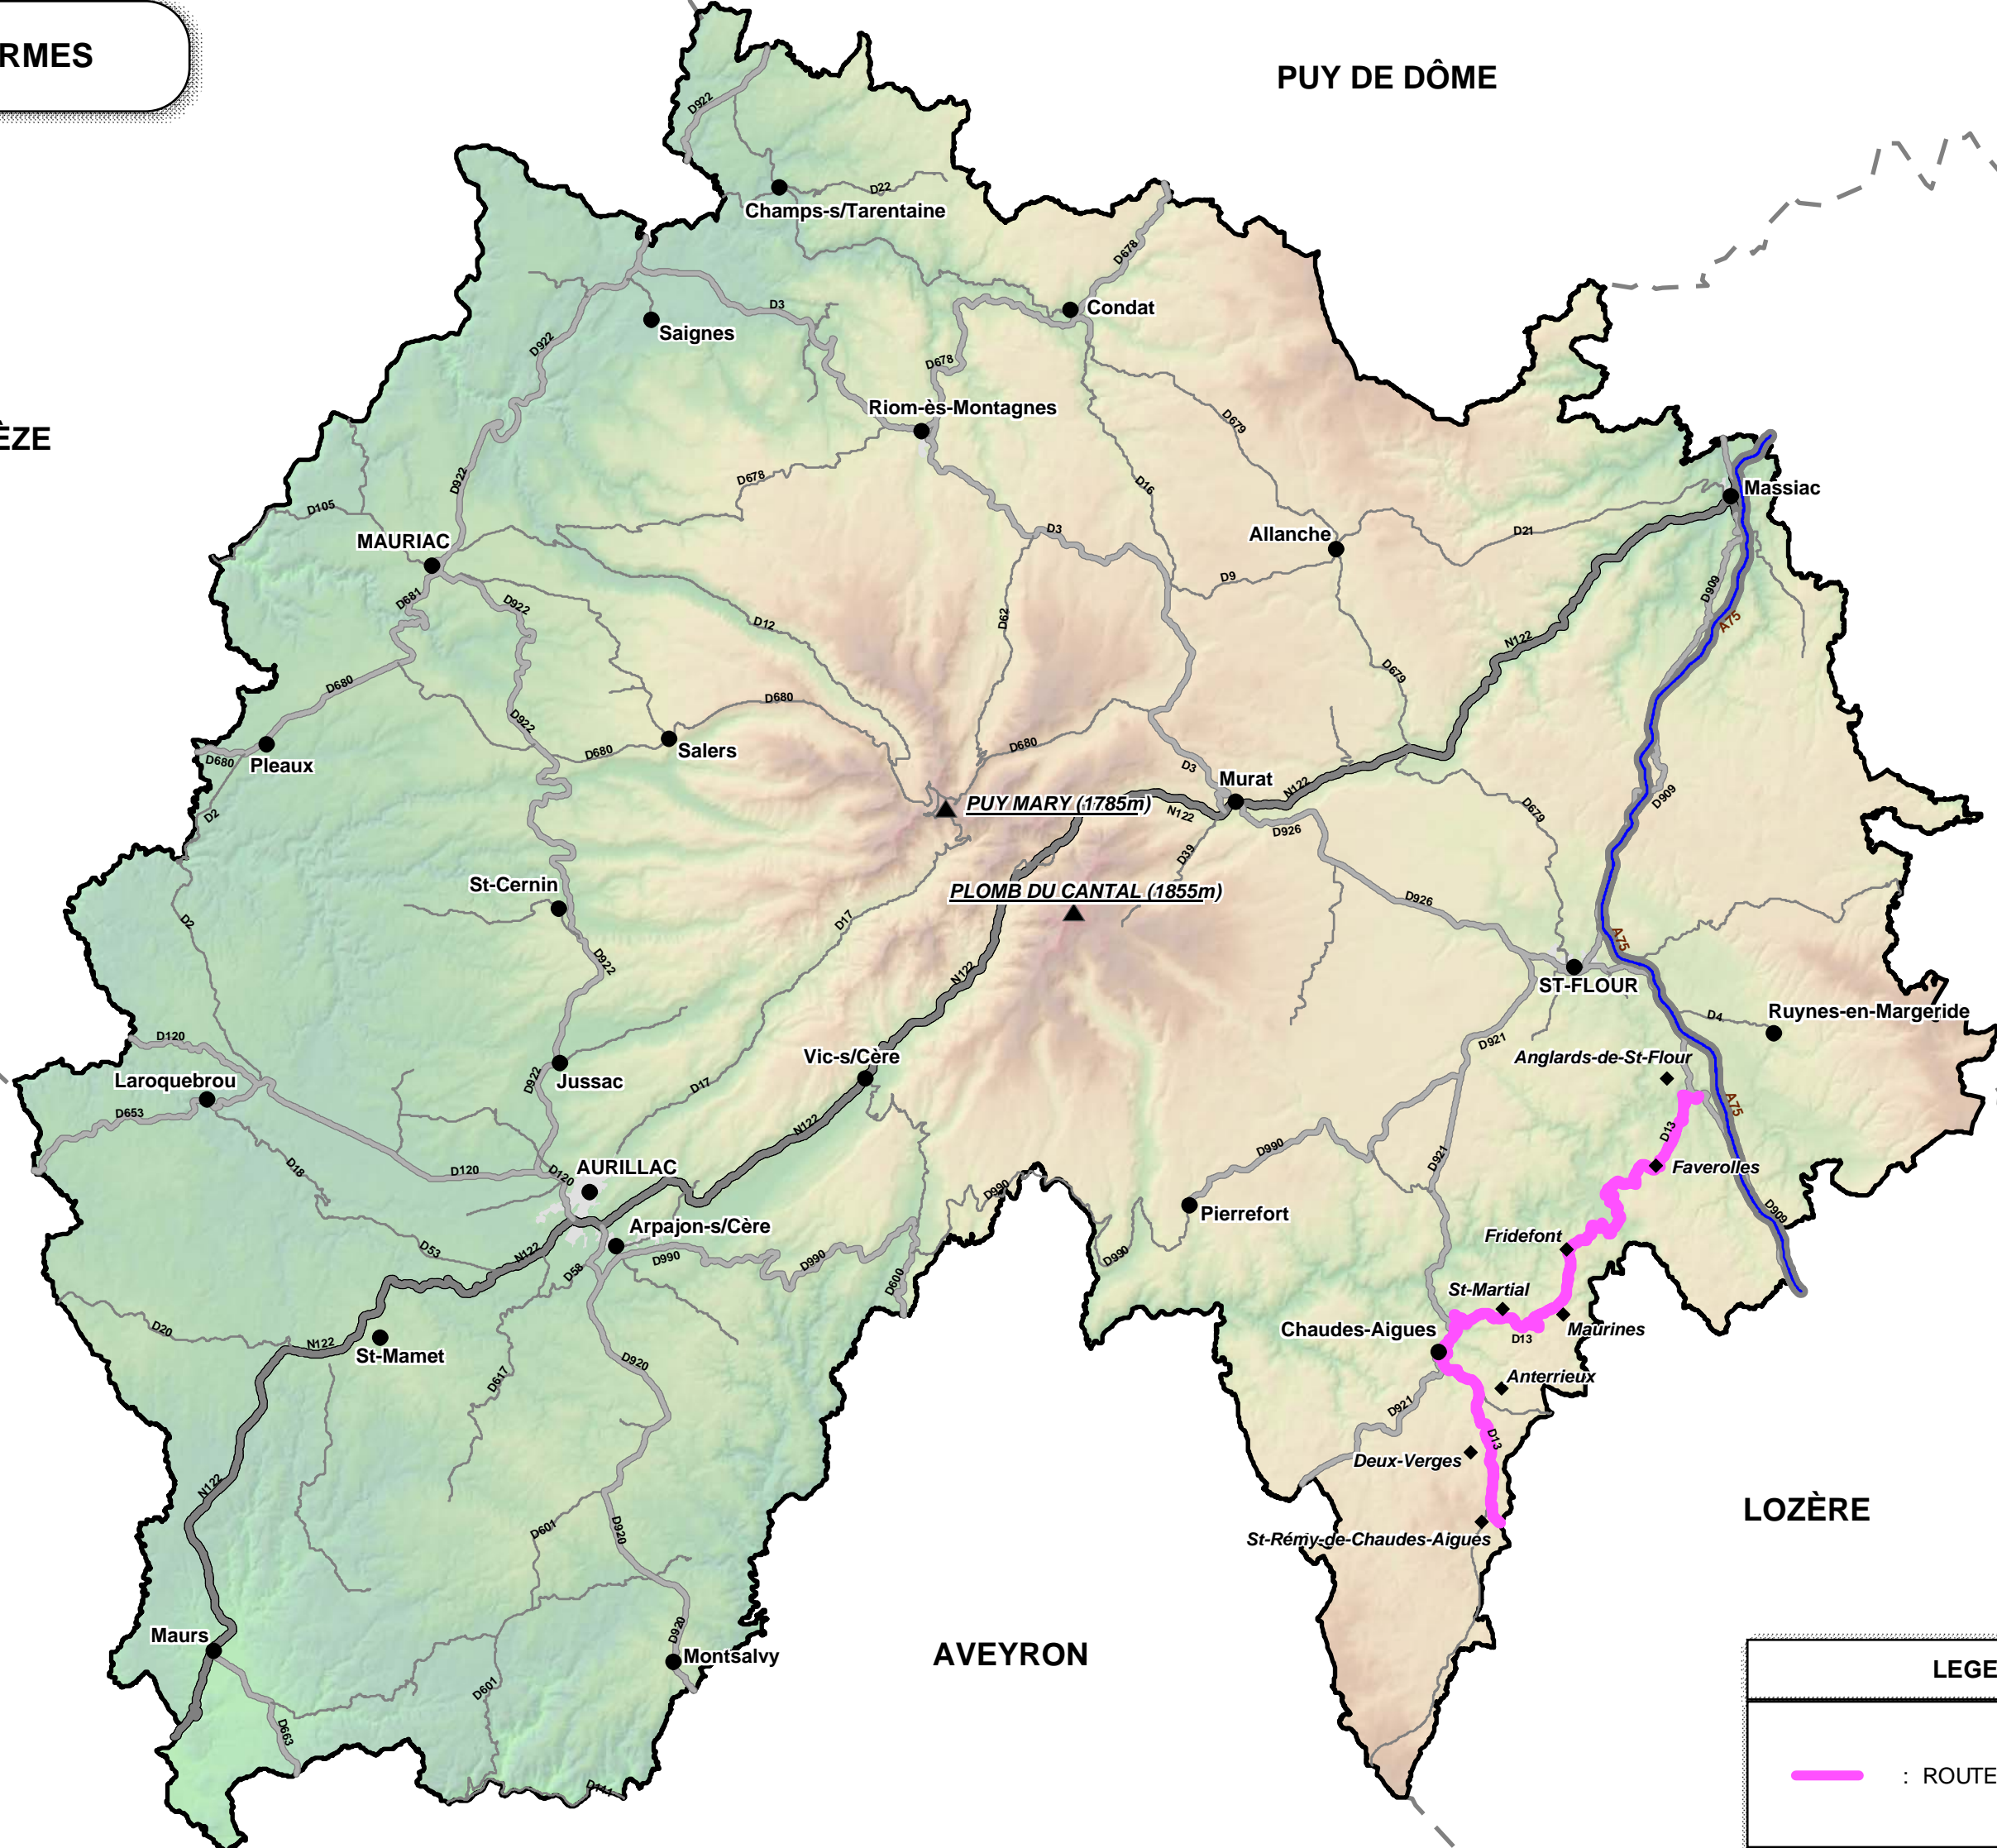 RMES
PUY DE DÔME
D922
D22
Champs-s/Tarentaine
D678
D3
Condat
Saignes
D922
D678
Riom-ès-Montagnes
D679
ÈZE
D922
D678
D16
Massiac
D105
D3
D21
MAURIAC
Allanche
D9
D909
D681
D922
D12
D62
A75
N122
D679
D680
D680
D922
D680
D680
Salers
D680
Pleaux
D3
Murat
N122
D909
PUY MARY (1785m)
N122
D679
D2
D926
D39
St-Cernin
PLOMB DU CANTAL (1855m)
D926
D2
D17
A75
D922
N122
ST-FLOUR
Ruynes-en-Margeride
D4
D120
D921
Vic-s/Cère
Anglards-de-St-Flour
Laroquebrou
D922
Jussac
D17
D653
A75
N122
D13
D990
D18
D120
D120
AURILLAC
D921
Faverolles
D990
Pierrefort
D909
Arpajon-s/Cère
Fridefont
D53
N122
D990
D990
D990
D58
D600
St-Martial
D20
N122
Chaudes-Aigues
D13
Maurines
St-Mamet
D920
D617
Anterrieux
D921
D13
Deux-Verges
N122
LOZÈRE
D601
D920
St-Rémy-de-Chaudes-Aigues
Maurs
D920
Montsalvy
AVEYRON
LEGE
D601
D663
: ROUTE
D111